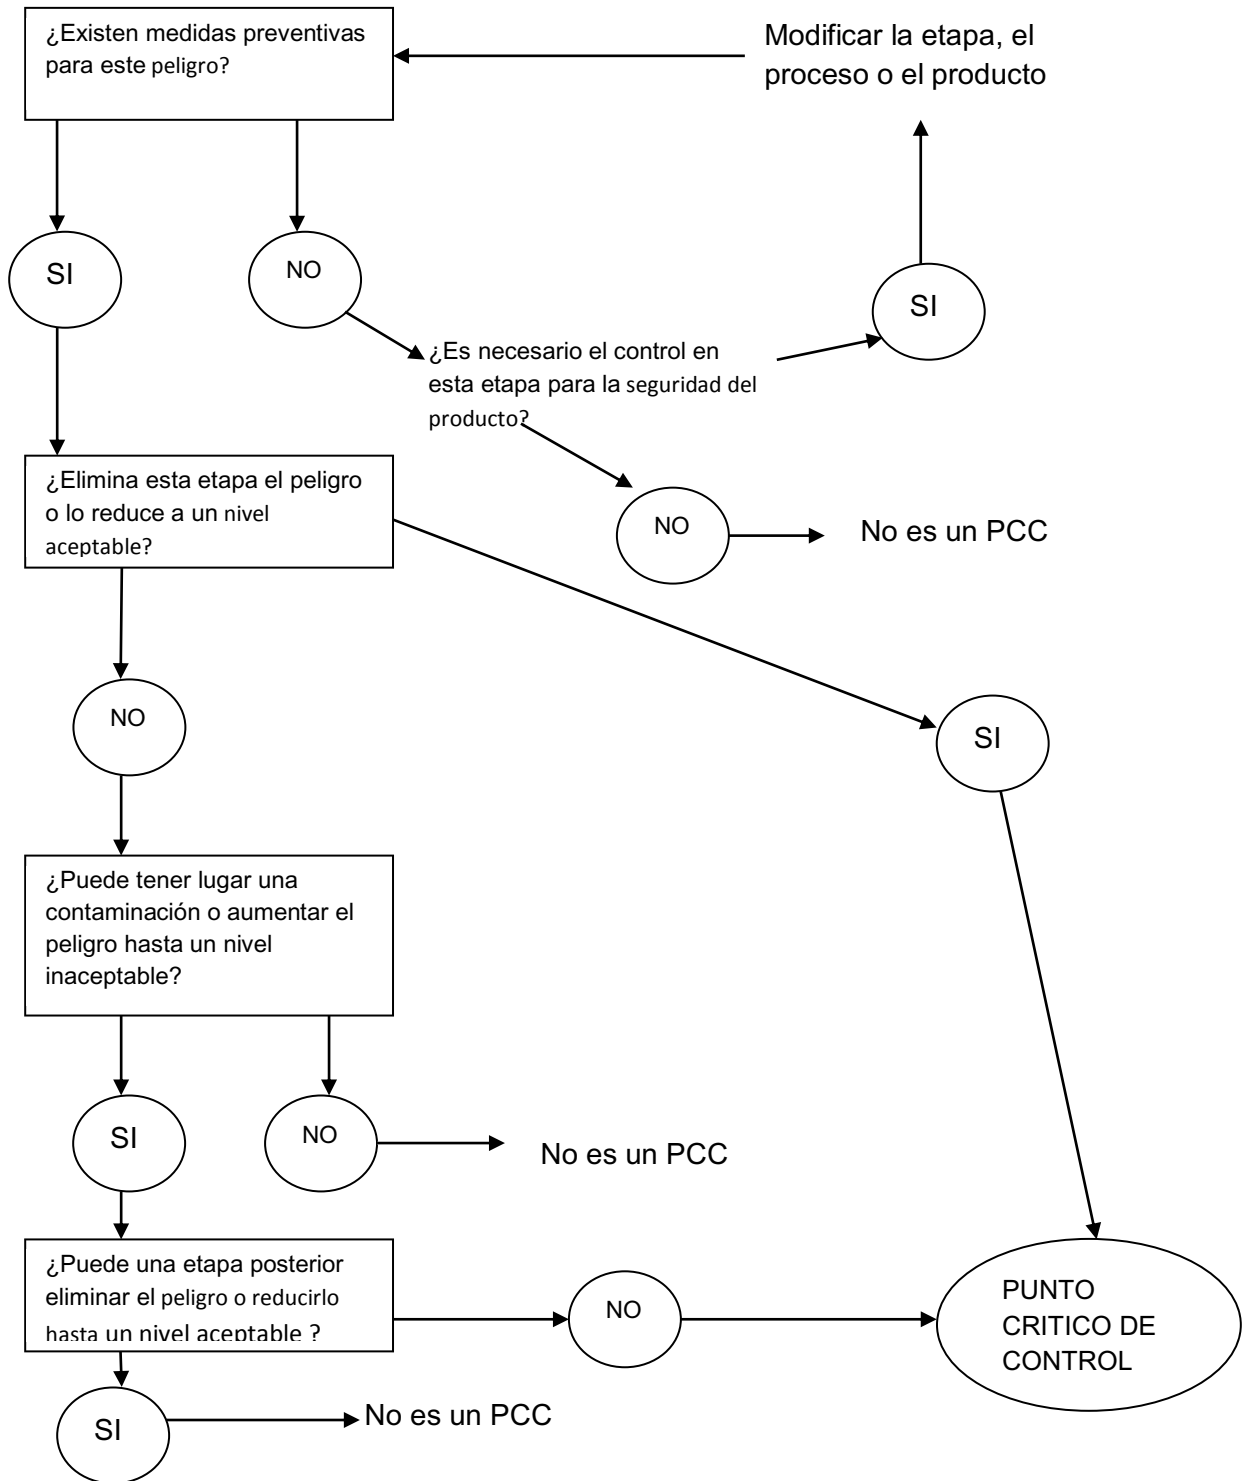 ¿Existen medidas preventivas
para este peligro?
Modificar la etapa, el
proceso o el producto
SI
NO
SI
¿Es necesario el control en
esta etapa para la seguridad del
producto?
¿Elimina esta etapa el peligro
o lo reduce a un nivel
aceptable?
NO
No es un PCC
NO
SI
¿Puede tener lugar una
contaminación o aumentar el
peligro hasta un nivel
inaceptable?
SI
NO
No es un PCC
¿Puede una etapa posterior
eliminar el peligro o reducirlo
hasta un nivel aceptable ?
NO
PUNTO
CRITICO DE
CONTROL
SI
No es un PCC